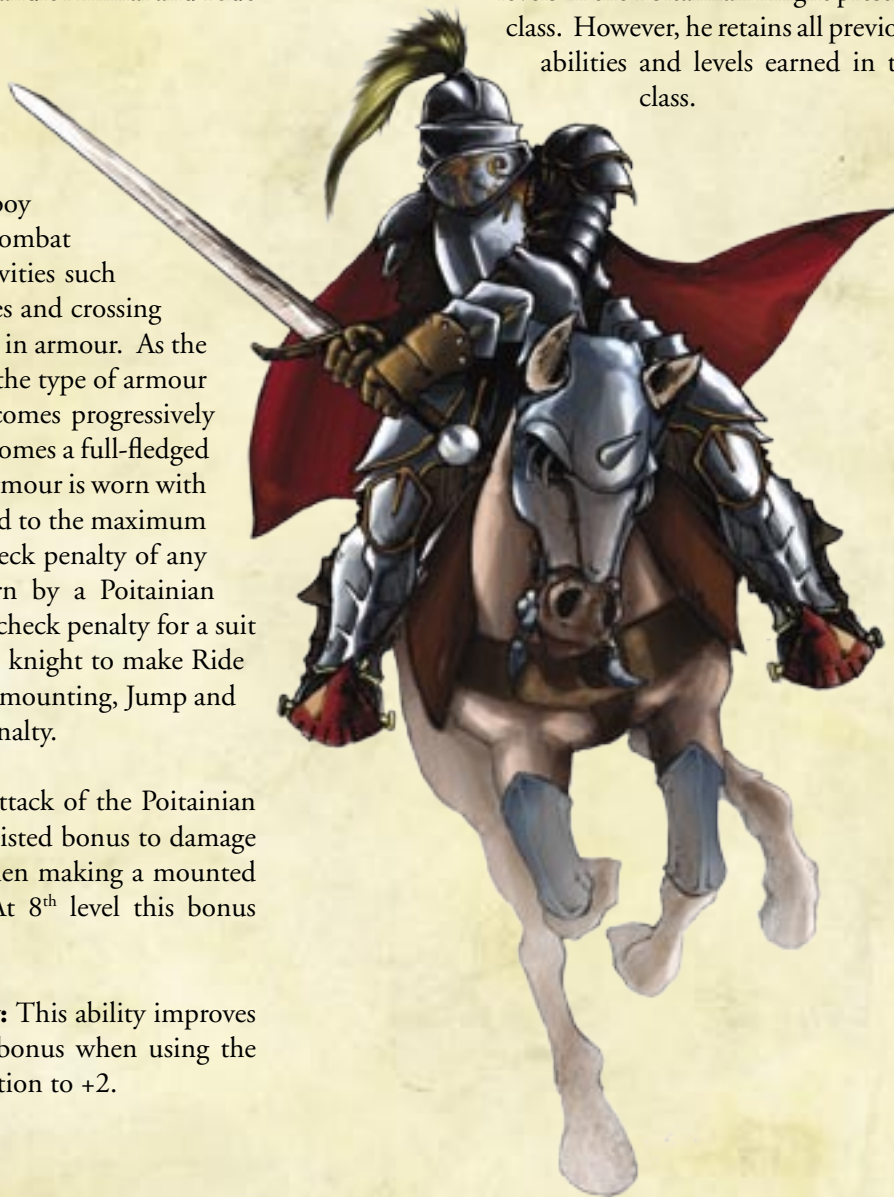 boy
ombat
vities such
es and crossing
in armour. As the
the type of armour
comes progressively
comes a full-fledged
mour is worn with
d to the maximum
eck penalty of any
rn by a Poitainian
check penalty for a suit
knight to make Ride
mounting, Jump and
nalty.
ttack of the Poitainian
isted bonus to damage
hen making a mounted
At 8th level this bonus
: This ability improves
bonus when using the
tion to +2.
class. However, he retains all previo
abilities and levels earned in t
class.